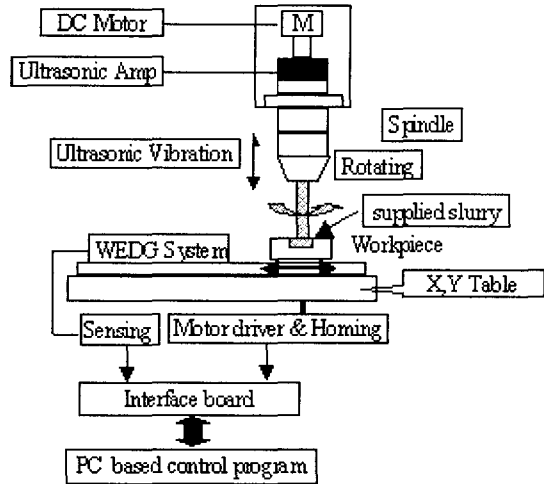 DC Motor
M
Ultrasonic Amp
Spindle
Ultrasonic Vibration
Rotating
supplied slurry
WEDG System
Workpiece
X,Y Table
Sensing
Motor driver & Homing
Interface board
PC based control program